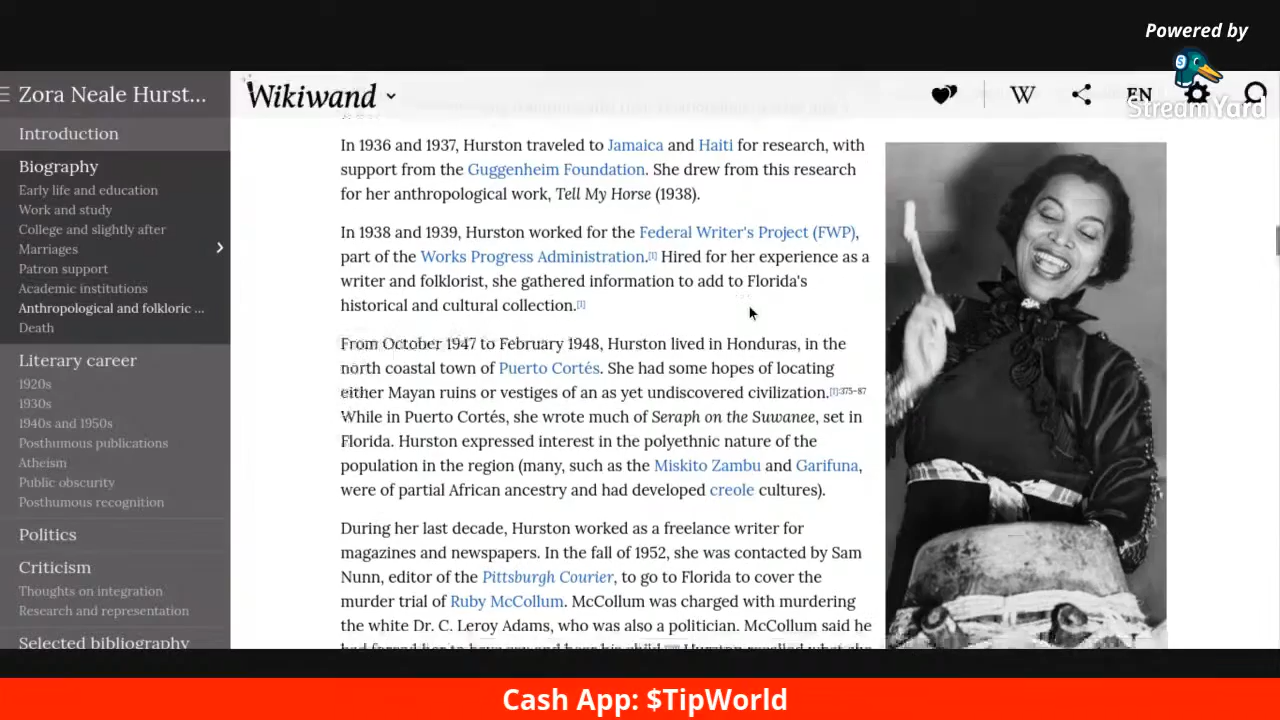 Powered by
StreamYard
Zora Neale Hurst...
Wikiwand
W
EN
Introduction
Biography
Early life and education
Work and study
College and slightly after
Marriages
Patron support
Academic institutions
Anthropological and folkloric ...
Death
Literary career
1920s
1930s
1940s and 1950s
Posthumous publications
Atheism
Public obscurity
Posthumous recognition
Politics
Criticism
Thoughts on integration
Research and representation
Selected bibliography
In 1936 and 1937, Hurston traveled to Jamaica and Haiti for research, with
support from the Guggenheim Foundation. She drew from this research
for her anthropological work, Tell My Horse (1938).
In 1938 and 1939, Hurston worked for the Federal Writer's Project (FWP),
part of the Works Progress Administration.[1] Hired for her experience as a
writer and folklorist, she gathered information to add to Florida's
historical and cultural collection.[1]
From October 1947 to February 1948, Hurston lived in Honduras, in the
north coastal town of Puerto Cortés. She had some hopes of locating
either Mayan ruins or vestiges of an as yet undiscovered civilization.[1]:375–87
While in Puerto Cortés, she wrote much of Seraph on the Suwanee, set in
Florida. Hurston expressed interest in the polyethnic nature of the
population in the region (many, such as the Miskito Zambu and Garifuna,
were of partial African ancestry and had developed creole cultures).
During her last decade, Hurston worked as a freelance writer for
magazines and newspapers. In the fall of 1952, she was contacted by Sam
Nunn, editor of the Pittsburgh Courier, to go to Florida to cover the
murder trial of Ruby McCollum. McCollum was charged with murdering
the white Dr. C. Leroy Adams, who was also a politician. McCollum said he
Cash App: $TipWorld